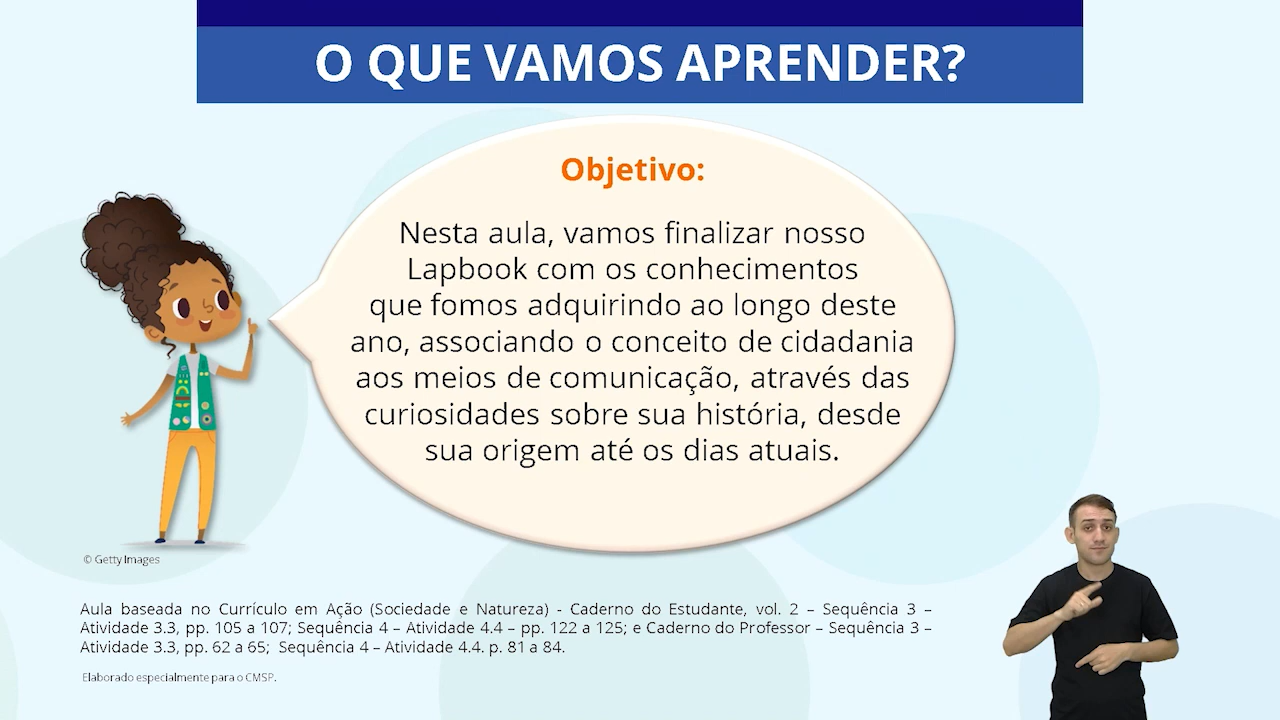 O QUE VAMOS APRENDER?
Objetivo:
Nesta aula, vamos finalizar nosso
Lapbook com os conhecimentos
que fomos adquirindo ao longo deste
ano, associando o conceito de cidadania
aos meios de comunicação, através das
curiosidades sobre sua história, desde
sua origem até os dias atuais.
© Getty Images
Aula baseada no Currículo em Ação (Sociedade e Natureza) - Caderno do Estudante, vol. 2 – Sequência 3 –
Atividade 3.3, pp. 105 a 107; Sequência 4 – Atividade 4.4 – pp. 122 a 125; e Caderno do Professor – Sequência 3 –
Atividade 3.3, pp. 62 a 65; Sequência 4 – Atividade 4.4. p. 81 a 84.
Elaborado especialmente para o CMSP.